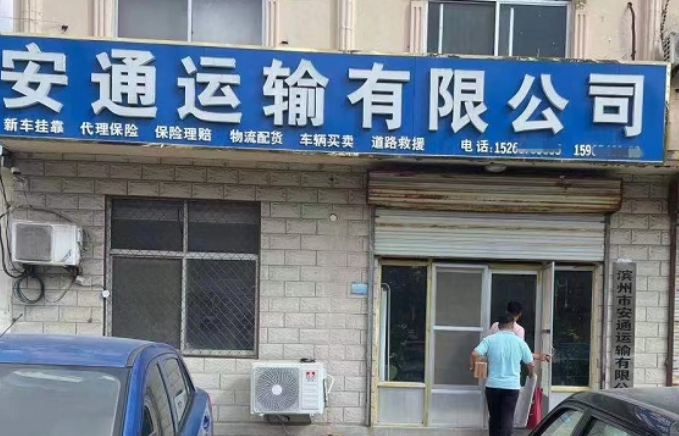 安通运输有限公司
新车挂靠 代理保险 保险理赔 物流配货 车辆买卖 道路救援 电话:
滨州市安通运输有限公